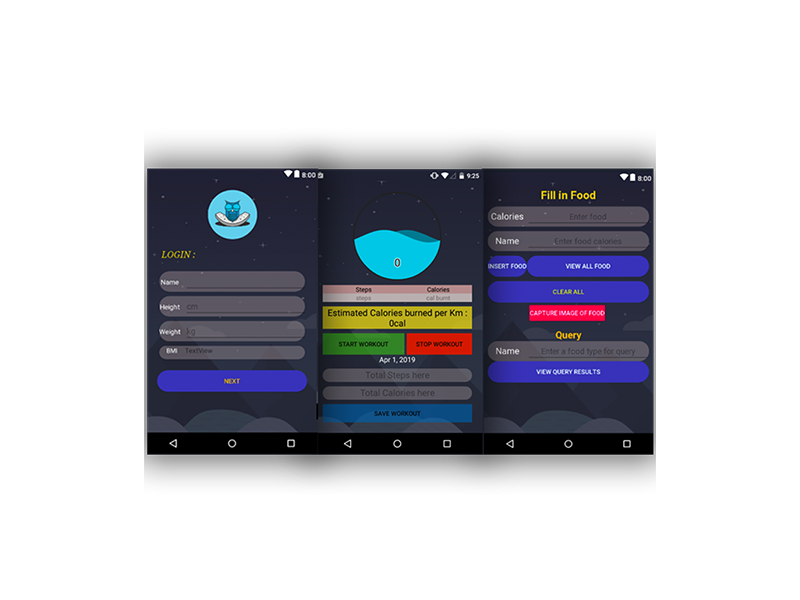 8:00
LOGIN :
Name
Height cm
Weight kg
BMI TextView
NEXT
9:25
0
Steps Calories
steps cal burnt
Estimated Calories burned per Km :
0cal
START WORKOUT STOP WORKOUT
Apr 1, 2019
Total Steps here
Total Calories here
SAVE WORKOUT
8:00
Fill in Food
Calories Enter food
Name Enter food calories
INSERT FOOD VIEW ALL FOOD
CLEAR ALL
CAPTURE IMAGE OF FOOD
Query
Name Enter a food type for query
VIEW QUERY RESULTS